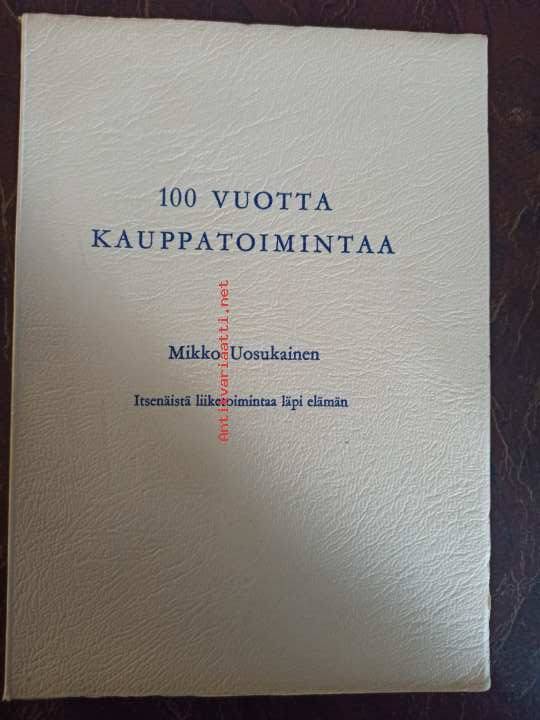 100 VUOTTA
KAUPPATOIMINTAA
Mikko Uosukainen
Itsenäistä liiketoimintaa läpi elämän
Antikvariaatti.net